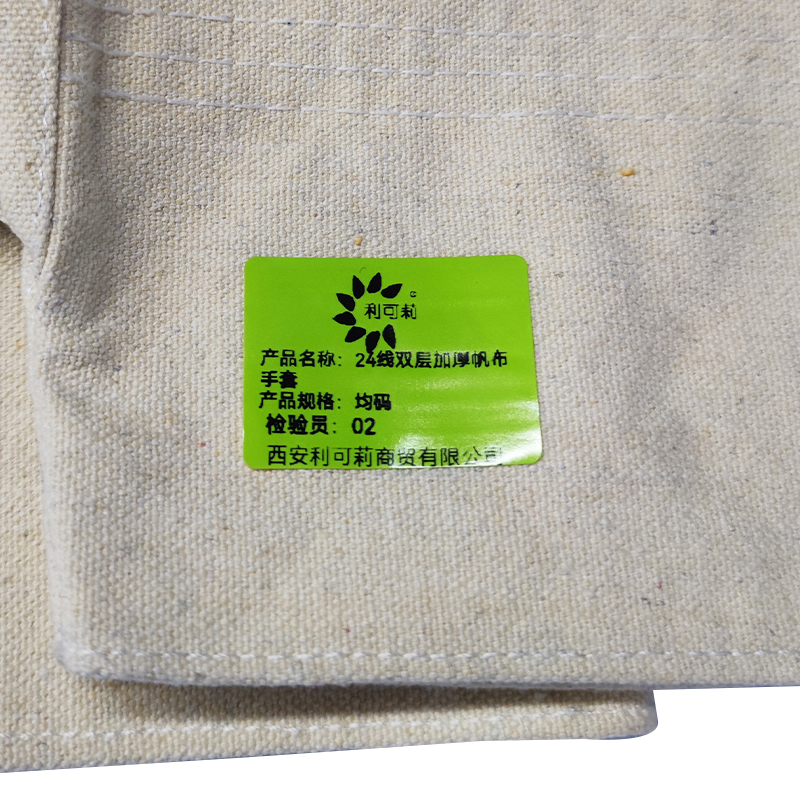 利可莉
产品名称：24线双层加厚帆布
手套
产品规格：均码
检验员：02
西安利可莉商贸有限公司